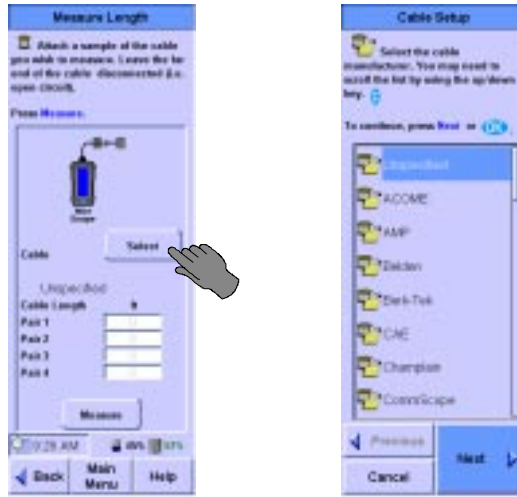 Measure Length
Attach a sample of the cable
you wish to measure. Leave the far
end of the cable disconnected (i.e.
open circuit).
Press Measure.
Cable
Select
Unspecified
Cable Length ft
Pair 1
Pair 2
Pair 3
Pair 4
Measure
9:28 AM
Back
Main
Menu
Help
Cable Setup
Select the cable
manufacturer. You may need to
scroll the list by using the up/down
key.
To continue, press Next or OK.
Unspecified
ACOME
AMP
Belden
Berk-Tek
CAE
Champlain
CommScope
Previous
Next
Cancel